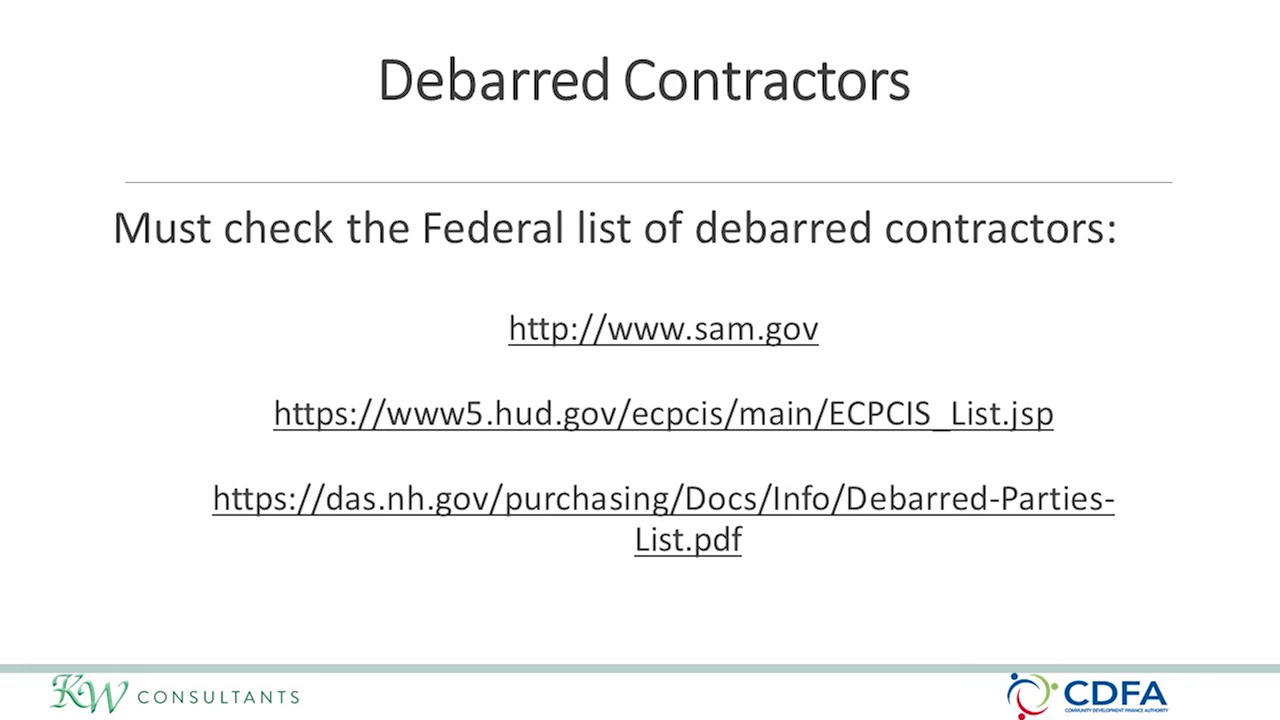 Debarred Contractors
Must check the Federal list of debarred contractors:
http://www.sam.gov
https://www5.hud.gov/ecpcis/main/ECPCIS_List.jsp
https://das.nh.gov/purchasing/Docs/Info/Debarred-Parties-
List.pdf
KW CONSULTANTS
CDFA
COMMUNITY DEVELOPMENT FINANCE AUTHORITY